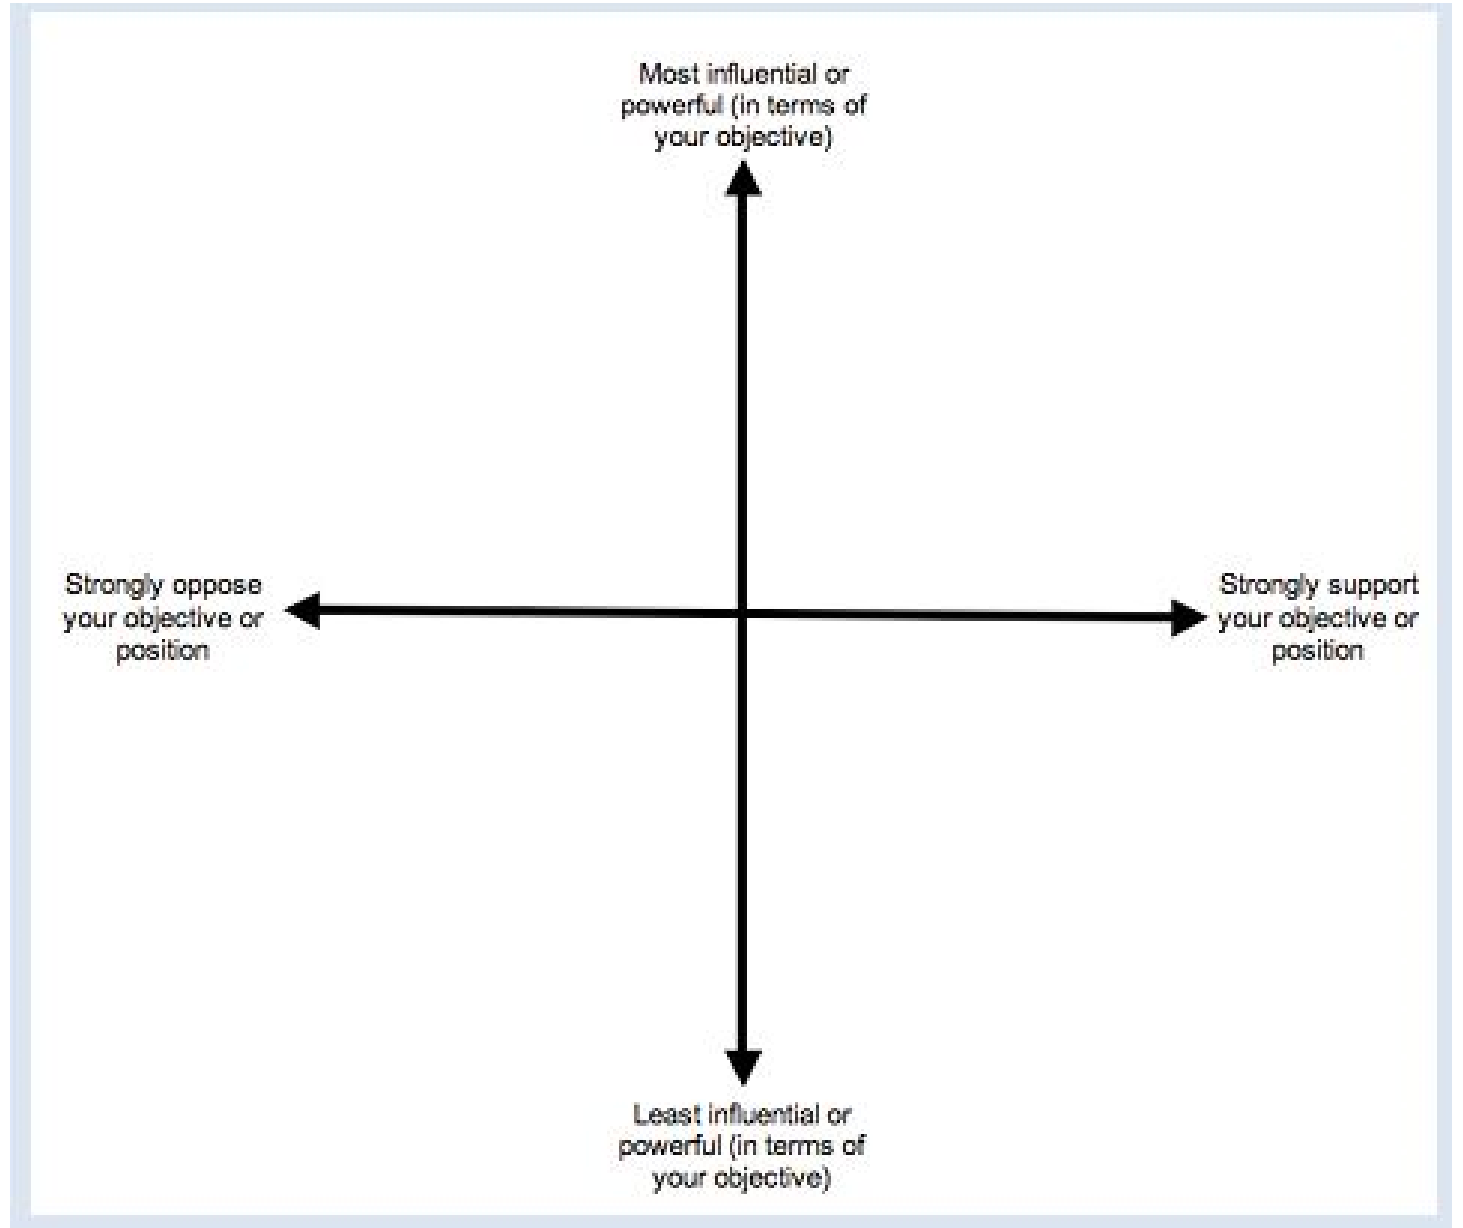 Most influential or
powerful (in terms of
your objective)
Strongly oppose
your objective or
position
Strongly support
your objective or
position
Least influential or
powerful (in terms of
your objective)